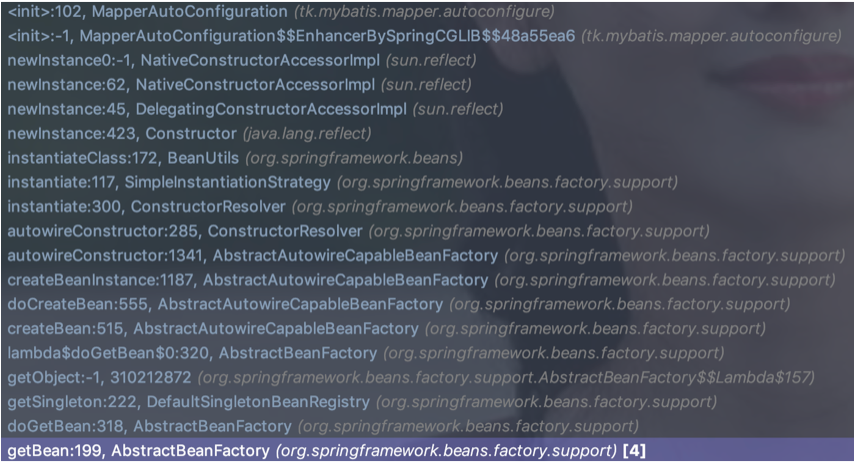 <init>:102, MapperAutoConfiguration (tk.mybatis.mapper.autoconfigure)
<init>:-1, MapperAutoConfiguration$$EnhancerBySpringCGLIB$$48a55ea6 (tk.mybatis.mapper.autoconfigure)
newInstance0:-1, NativeConstructorAccessorImpl (sun.reflect)
newInstance:62, NativeConstructorAccessorImpl (sun.reflect)
newInstance:45, DelegatingConstructorAccessorImpl (sun.reflect)
newInstance:423, Constructor (java.lang.reflect)
instantiateClass:172, BeanUtils (org.springframework.beans)
instantiate:117, SimpleInstantiationStrategy (org.springframework.beans.factory.support)
instantiate:300, ConstructorResolver (org.springframework.beans.factory.support)
autowireConstructor:285, ConstructorResolver (org.springframework.beans.factory.support)
autowireConstructor:1341, AbstractAutowireCapableBeanFactory (org.springframework.beans.factory.support)
createBeanInstance:1187, AbstractAutowireCapableBeanFactory (org.springframework.beans.factory.support)
doCreateBean:555, AbstractAutowireCapableBeanFactory (org.springframework.beans.factory.support)
createBean:515, AbstractAutowireCapableBeanFactory (org.springframework.beans.factory.support)
lambda$doGetBean$0:320, AbstractBeanFactory (org.springframework.beans.factory.support)
getObject:-1, 310212872 (org.springframework.beans.factory.support.AbstractBeanFactory$$Lambda$157)
getSingleton:222, DefaultSingletonBeanRegistry (org.springframework.beans.factory.support)
doGetBean:318, AbstractBeanFactory (org.springframework.beans.factory.support)
getBean:199, AbstractBeanFactory (org.springframework.beans.factory.support) [4]